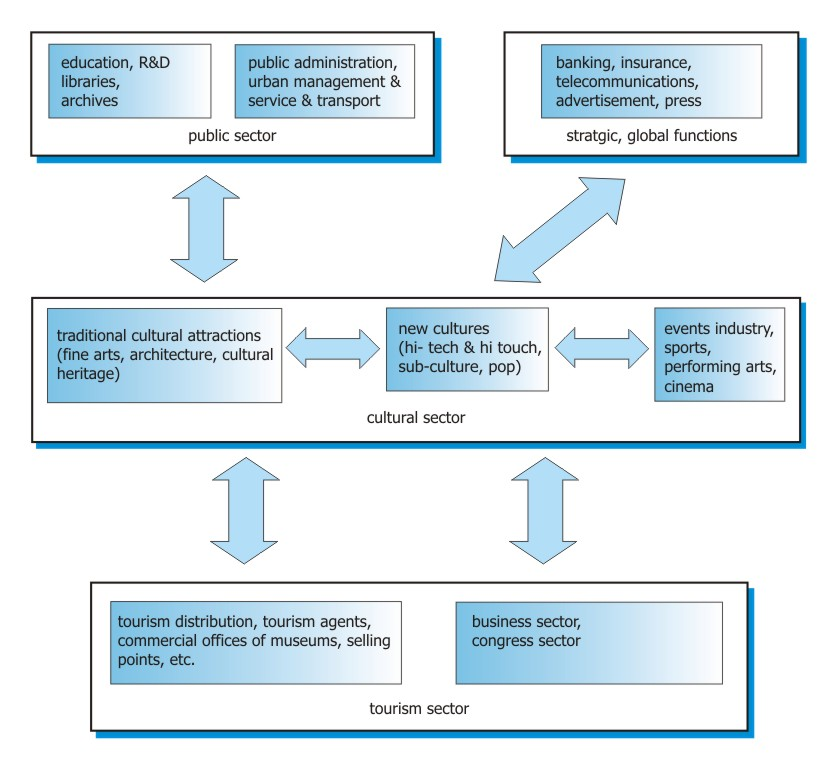 education, R&D
libraries,
archives
public administration,
urban management &
service & transport
public sector
banking, insurance,
telecommunications,
advertisement, press
stratgic, global functions
traditional cultural attractions
(fine arts, architecture, cultural
heritage)
new cultures
(hi- tech & hi touch,
sub-culture, pop)
events industry,
sports,
performing arts,
cinema
cultural sector
tourism distribution, tourism agents,
commercial offices of museums, selling
points, etc.
business sector,
congress sector
tourism sector